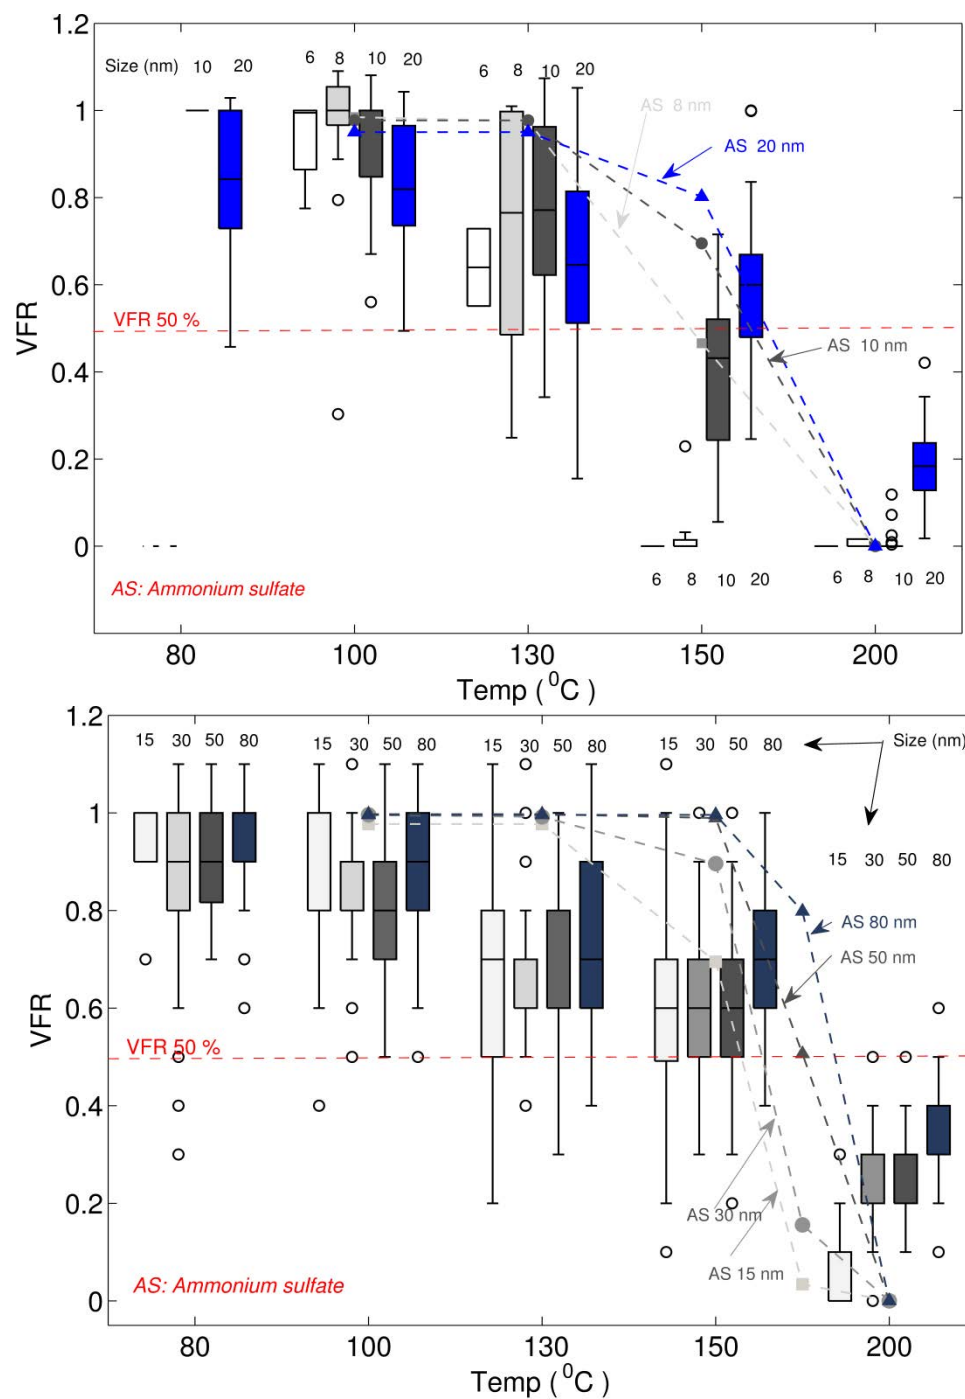 1.2
Size (nm) 10 20 6 8 10 20 6 8 10 20
1
AS 8 nm
AS 20 nm
0.8
0.6
VFR 50 %
VFR
AS 10 nm
0.4
0.2
0
6 8 10 20 6 8 10 20
AS: Ammonium sulfate
80 100 130 150 200
Temp (⁰C )
1.2
15 30 50 80 15 30 50 80 15 30 50 80 15 30 50 80 Size (nm)
1
15 30 50 80
0.8
AS 80 nm
AS 50 nm
0.6
VFR 50 %
VFR
0.4
0.2
AS 30 nm
AS 15 nm
AS: Ammonium sulfate
0
80 100 130 150 200
Temp (⁰C )